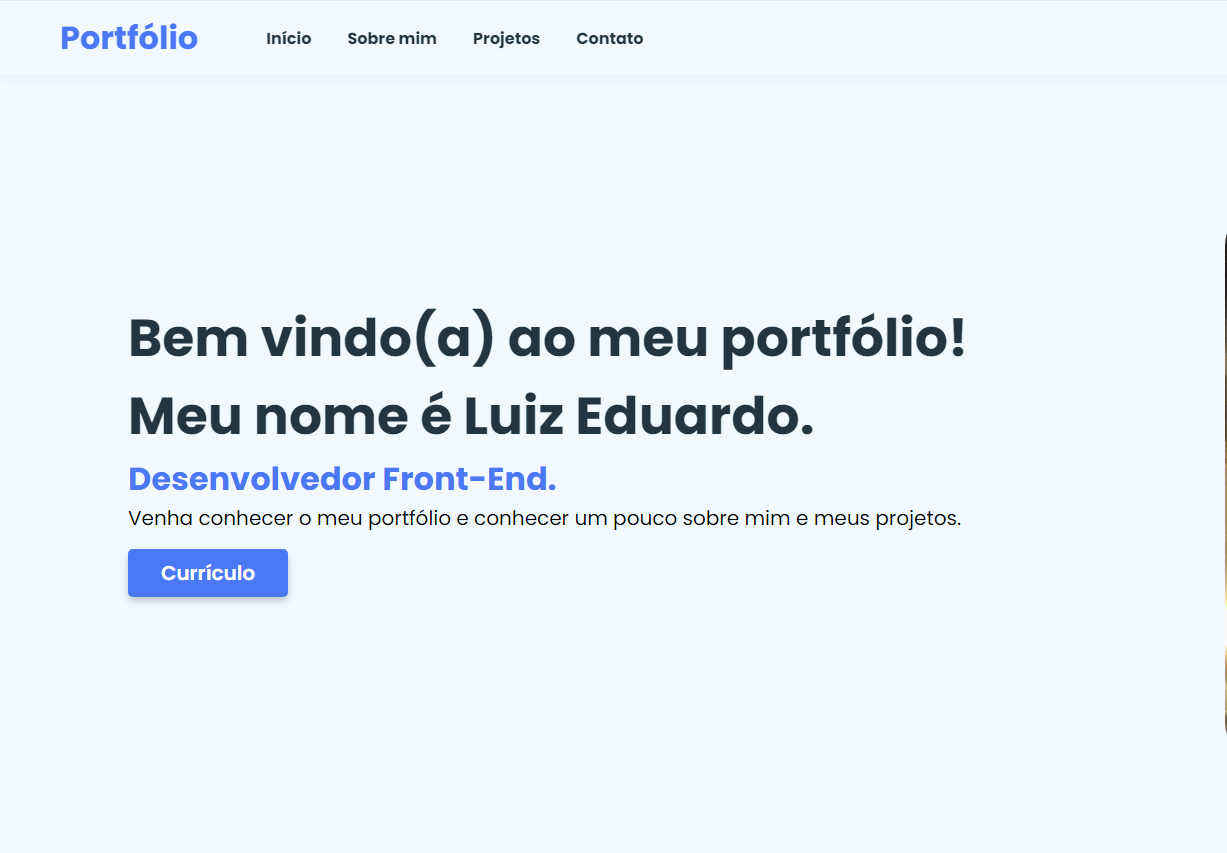 Portfólio Início Sobre mim Projetos Contato
Bem vindo(a) ao meu portfólio!
Meu nome é Luiz Eduardo.
Desenvolvedor Front-End.
Venha conhecer o meu portfólio e conhecer um pouco sobre mim e meus projetos.
Currículo